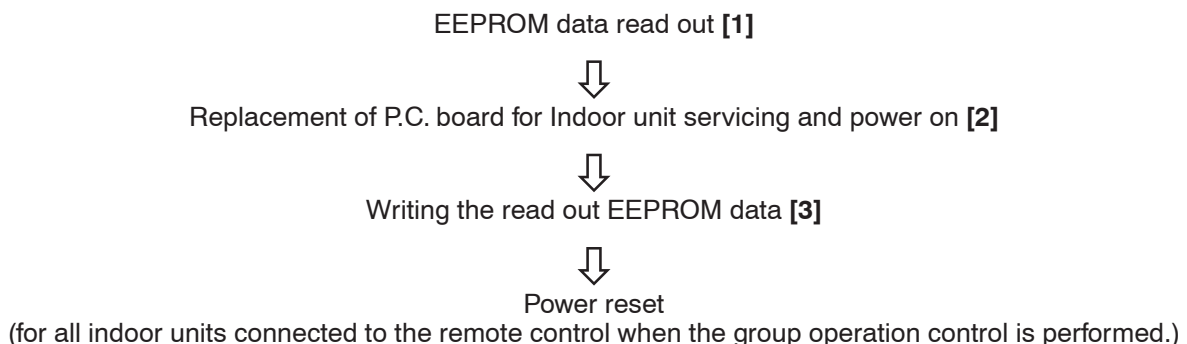 EEPROM data read out [1]
Replacement of P.C. board for Indoor unit servicing and power on [2]
Writing the read out EEPROM data [3]
Power reset
(for all indoor units connected to the remote control when the group operation control is performed.)